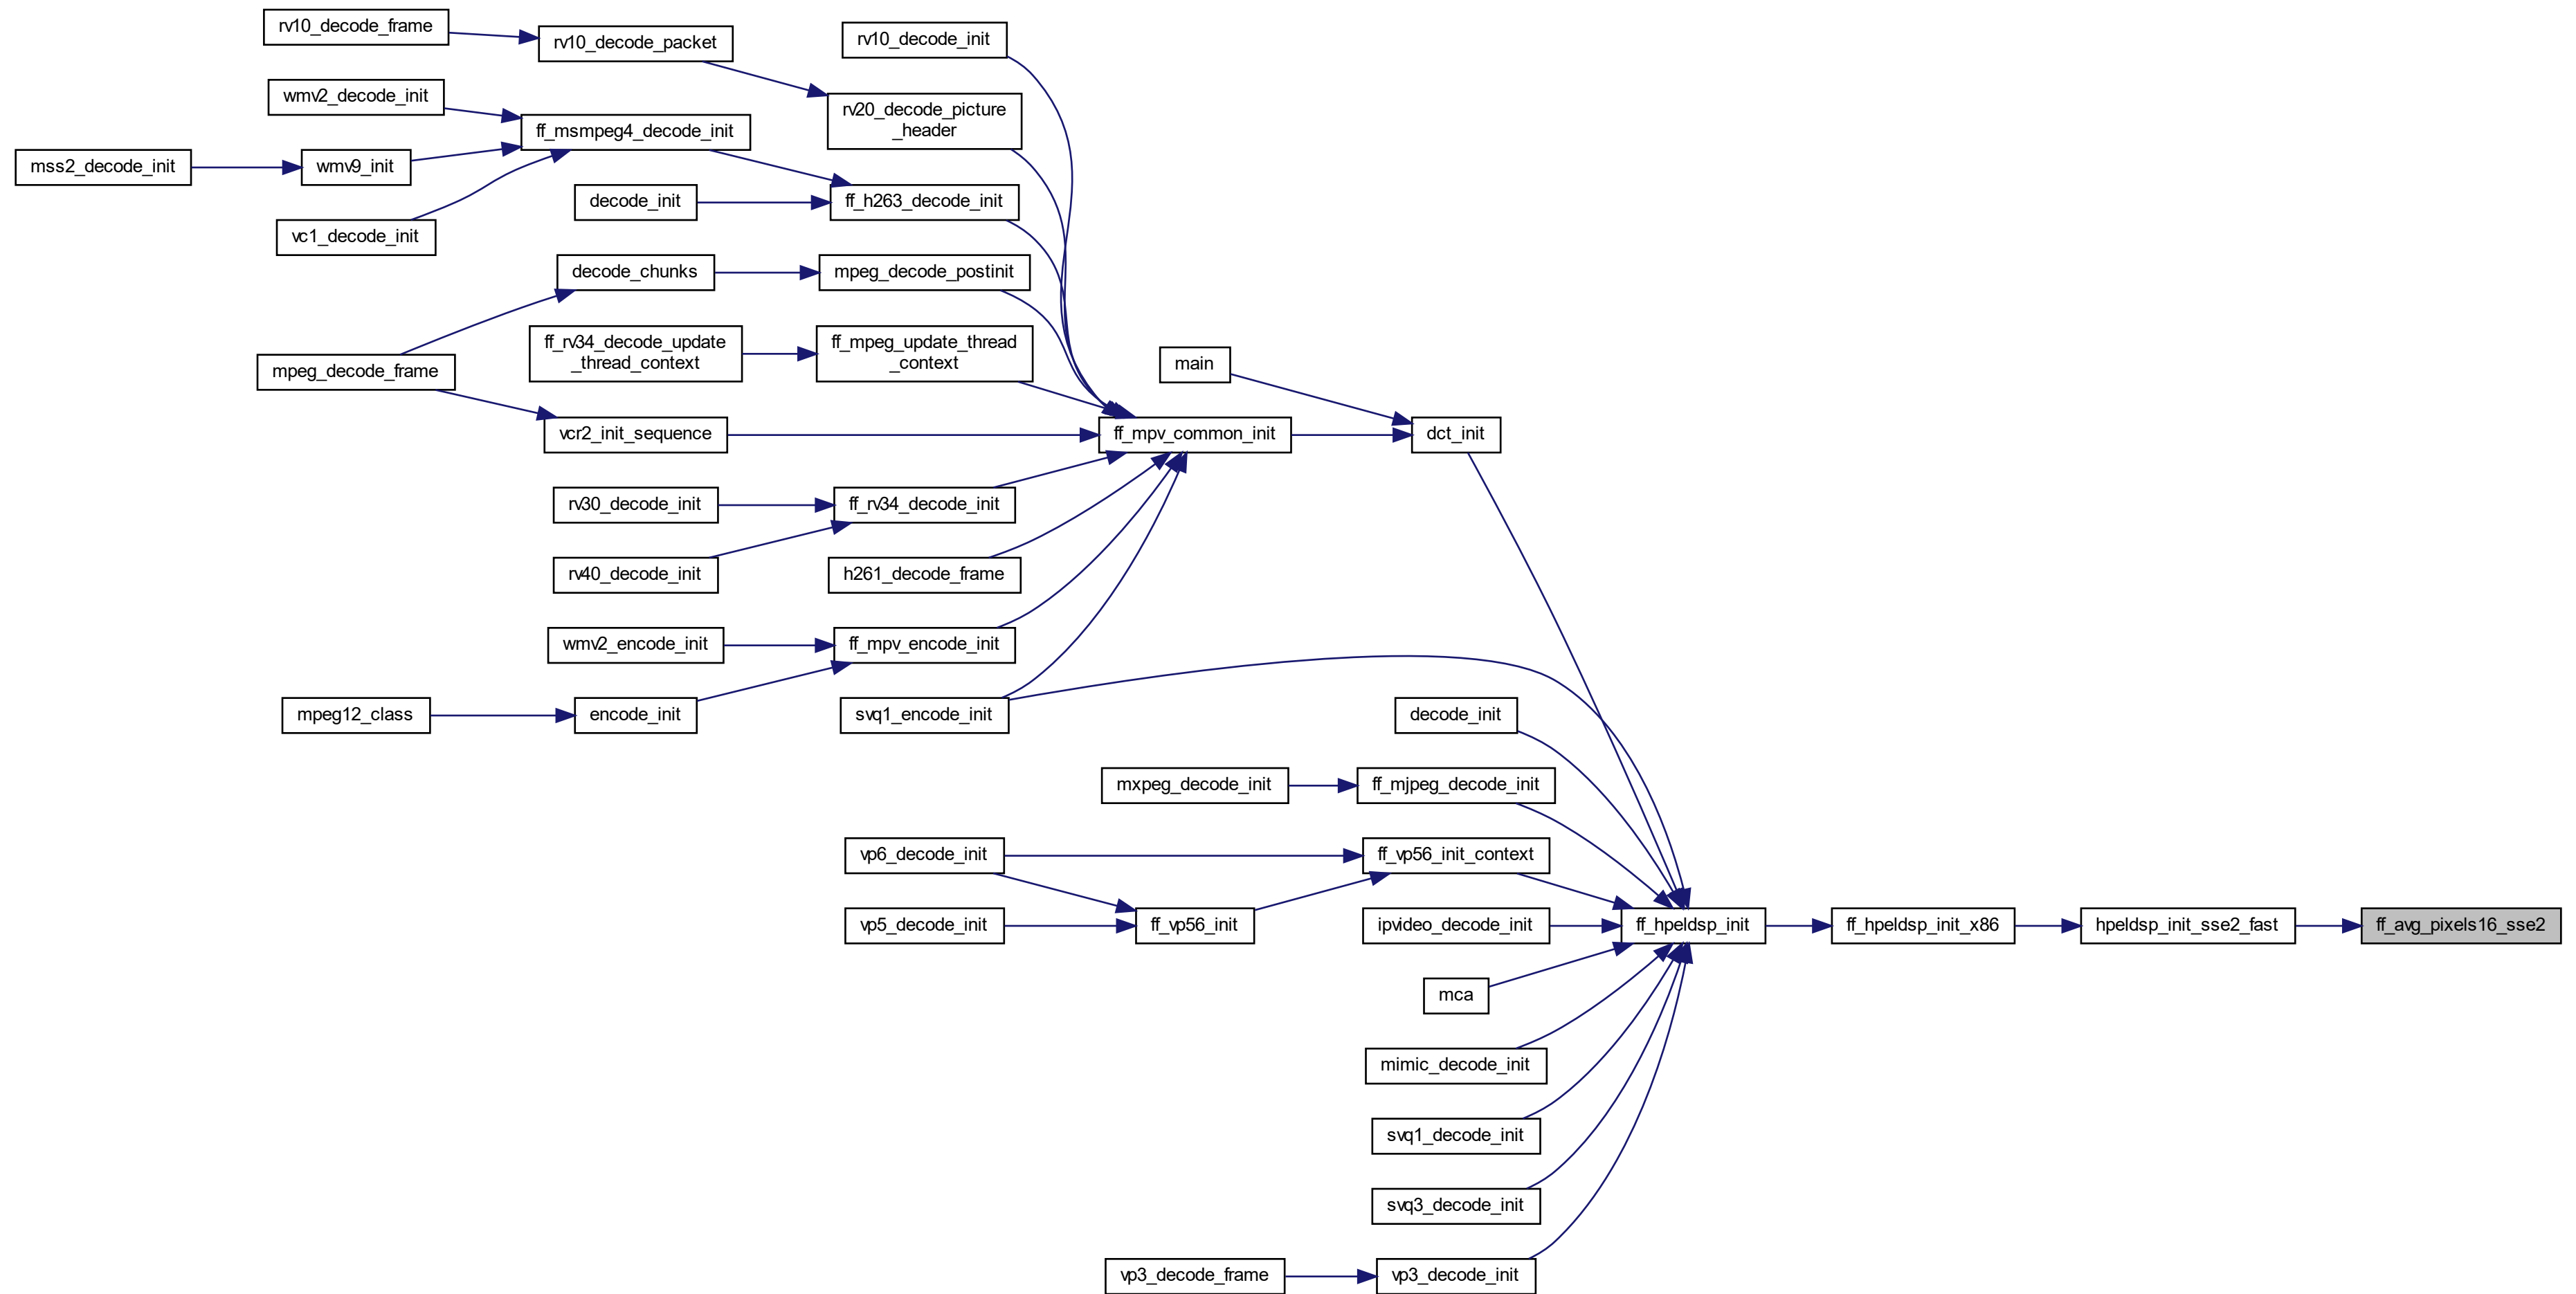 rv10_decode_frame
rv10_decode_packet
rv10_decode_init
wmv2_decode_init
rv20_decode_picture
_header
ff_msmpeg4_decode_init
mss2_decode_init
wmv9_init
decode_init
ff_h263_decode_init
vc1_decode_init
decode_chunks
mpeg_decode_postinit
ff_rv34_decode_update
_thread_context
ff_mpeg_update_thread
_context
main
mpeg_decode_frame
vcr2_init_sequence
ff_mpv_common_init
dct_init
rv30_decode_init
ff_rv34_decode_init
rv40_decode_init
h261_decode_frame
wmv2_encode_init
ff_mpv_encode_init
mpeg12_class
encode_init
svq1_encode_init
decode_init
mxpeg_decode_init
ff_mjpeg_decode_init
vp6_decode_init
ff_vp56_init_context
vp5_decode_init
ff_vp56_init
ipvideo_decode_init
ff_hpeldsp_init
ff_hpeldsp_init_x86
hpeldsp_init_sse2_fast
ff_avg_pixels16_sse2
mca
mimic_decode_init
svq1_decode_init
svq3_decode_init
vp3_decode_frame
vp3_decode_init